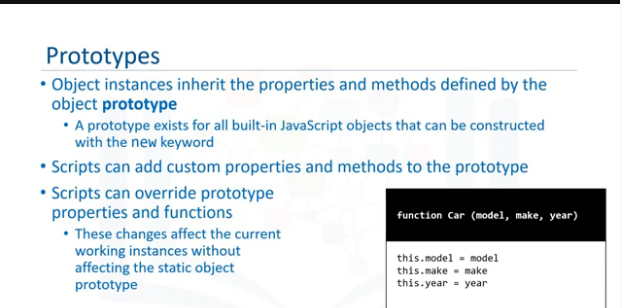 Prototypes
• Object instances inherit the properties and methods defined by the
object prototype
• A prototype exists for all built-in JavaScript objects that can be constructed
with the new keyword
• Scripts can add custom properties and methods to the prototype
• Scripts can override prototype
properties and functions
• These changes affect the current
working instances without
affecting the static object
prototype
function Car (model, make, year)
this.model = model
this.make = make
this.year = year